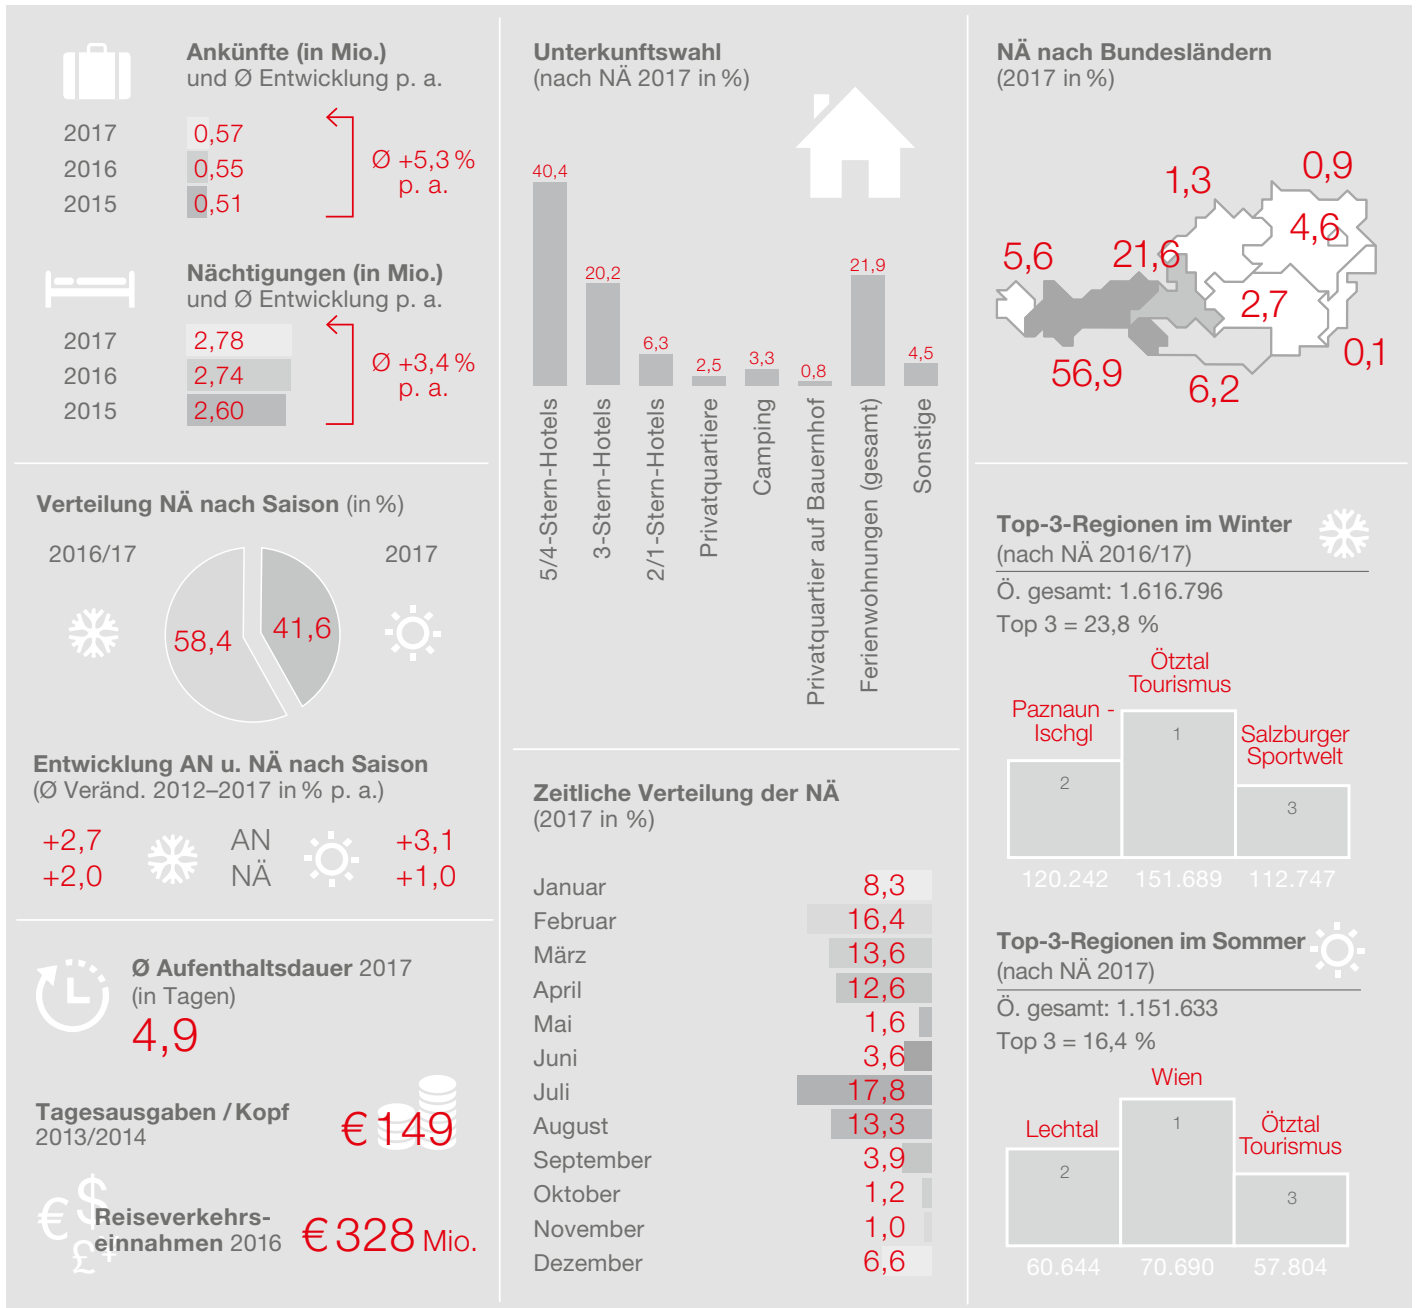 Ankünfte (in Mio.)
und Ø Entwicklung p. a.
2017 0,57
2016 0,55
2015 0,51
Ø +5,3 %
p. a.
Nächtigungen (in Mio.)
und Ø Entwicklung p. a.
2017 2,78
2016 2,74
2015 2,60
Ø +3,4 %
p. a.
Verteilung NÄ nach Saison (in %)
2016/17 2017
58,4 41,6
Entwicklung AN u. NÄ nach Saison
(Ø Veränd. 2012–2017 in % p. a.)
+2,7 AN +3,1
+2,0 NÄ +1,0
Ø Aufenthaltsdauer 2017
(in Tagen)
4,9
Tagesausgaben / Kopf
2013/2014
€ 149
Reiseverkehrs-
einnahmen 2016
€ 328 Mio.
€ $
£ ¥
Unterkunftswahl
(nach NÄ 2017 in %)
40,4
20,2
6,3
2,5
3,3
0,8
21,9
4,5
5/4-Stern-Hotels
3-Stern-Hotels
2/1-Stern-Hotels
Privatquartiere
Camping
Privatquartier auf Bauernhof
Ferienwohnungen (gesamt)
Sonstige
Zeitliche Verteilung der NÄ
(2017 in %)
Januar 8,3
Februar 16,4
März 13,6
April 12,6
Mai 1,6
Juni 3,6
Juli 17,8
August 13,3
September 3,9
Oktober 1,2
November 1,0
Dezember 6,6
NÄ nach Bundesländern
(2017 in %)
0,9
1,3
4,6
5,6
21,6
2,7
0,1
56,9
6,2
Top-3-Regionen im Winter
(nach NÄ 2016/17)
Ö. gesamt: 1.616.796
Top 3 = 23,8 %
Ötztal
Tourismus
Paznaun -
Ischgl
Salzburger
Sportwelt
1
2
3
120.242 151.689 112.747
Top-3-Regionen im Sommer
(nach NÄ 2017)
Ö. gesamt: 1.151.633
Top 3 = 16,4 %
Wien
Lechtal
Ötztal
Tourismus
1
2
3
60.644 70.690 57.804